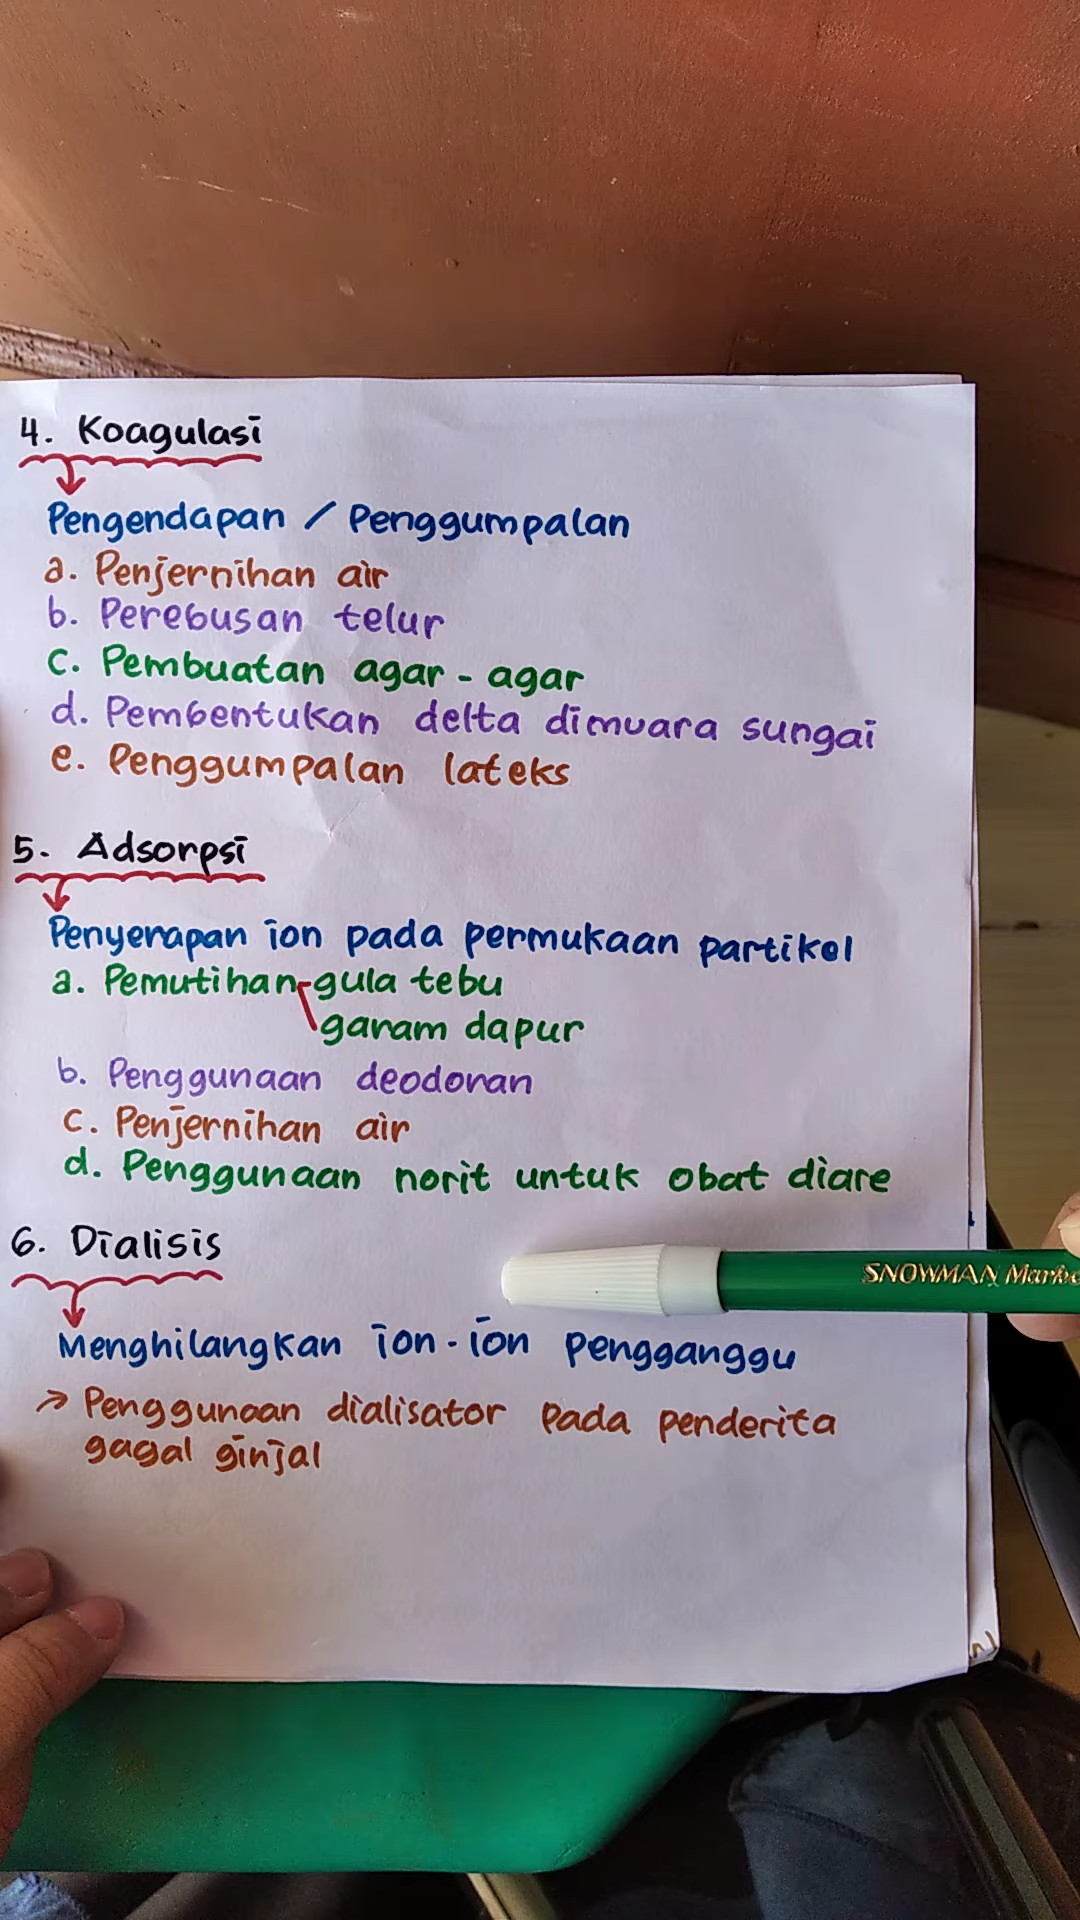 4. Koagulasi
Pengendapan / Penggumpalan
a. Penjernihan air
b. Perebusan telur
c. Pembuatan agar - agar
d. Pembentukan delta dimuara sungai
e. Penggumpalan lateks
5. Adsorpsi
Penyerapan ion pada permukaan partikel
a. Pemutihan gula tebu
garam dapur
b. Penggunaan deodoran
c. Penjernihan air
d. Penggunaan norit untuk obat diare
6. Dialisis
SNOWMAN Marke
Menghilangkan ion - ion pengganggu
→ Penggunaan dialisator pada penderita
gagal ginjal